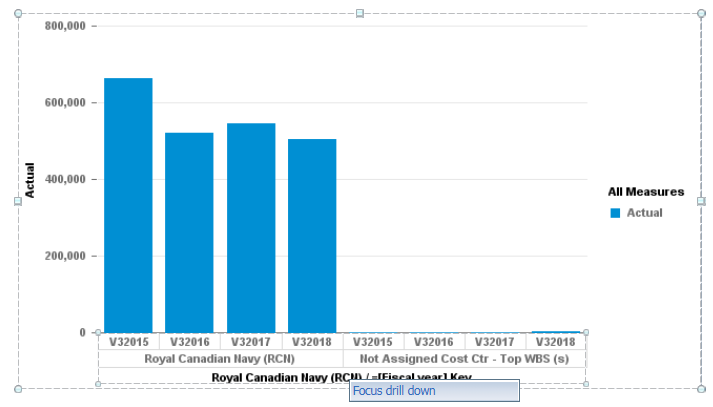 800,000
600,000
400,000
200,000
0
Actual
V32015 V32016 V32017 V32018 V32015 V32016 V32017 V32018
Royal Canadian Navy (RCN) Not Assigned Cost Ctr - Top WBS (s)
Royal Canadian Navy (RCN) / =[Fiscal year] Key
Focus drill down
All Measures
Actual